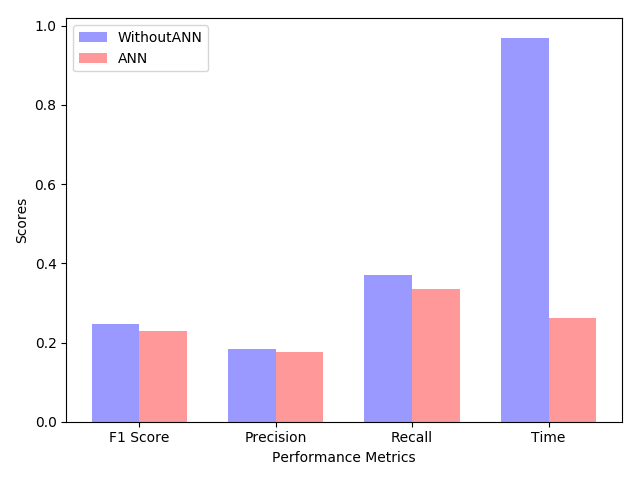 WithoutANN
ANN
1.0
0.8
0.6
0.4
0.2
0.0
Scores
F1 Score Precision Recall Time
Performance Metrics